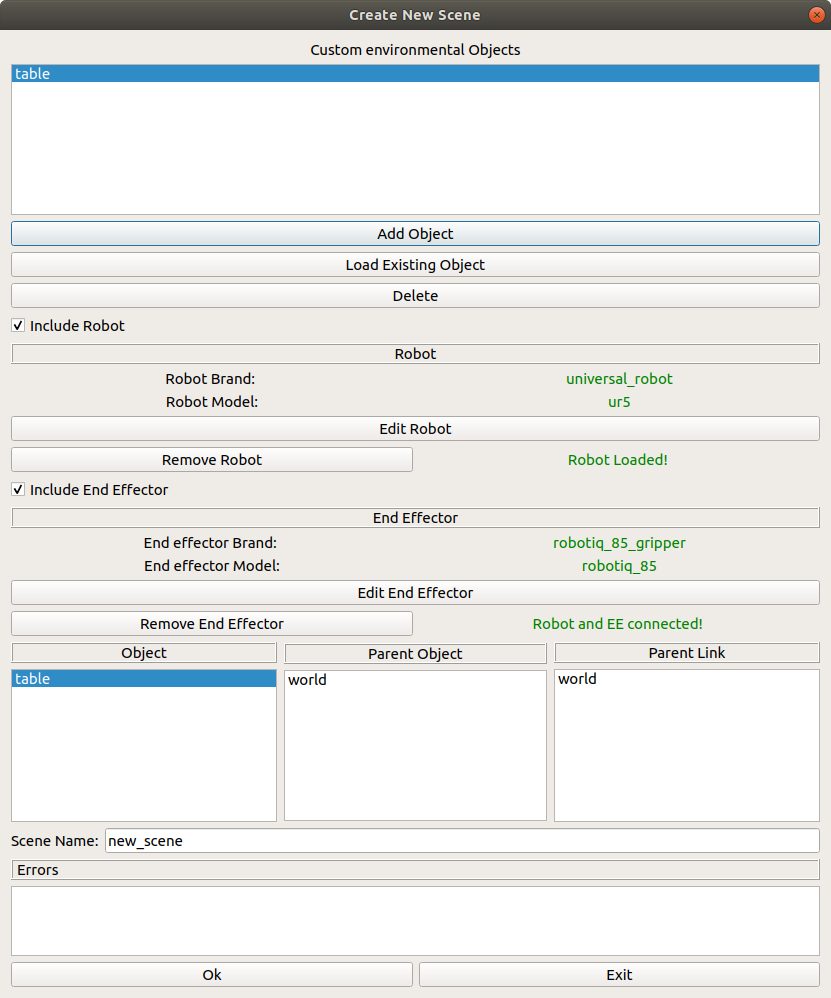 Create New Scene
Custom environmental Objects
table
Add Object
Load Existing Object
Delete
Include Robot
Robot
Robot Brand: universal_robot
Robot Model: ur5
Edit Robot
Remove Robot Robot Loaded!
Include End Effector
End Effector
End effector Brand: robotiq_85_gripper
End effector Model: robotiq_85
Edit End Effector
Remove End Effector Robot and EE connected!
Object Parent Object Parent Link
table world world
Scene Name: new_scene
Errors
Ok Exit